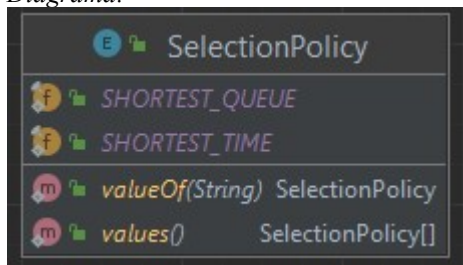 Diagrama:
SelectionPolicy
SHORTEST_QUEUE
SHORTEST_TIME
valueOf(String) SelectionPolicy
values() SelectionPolicy[]